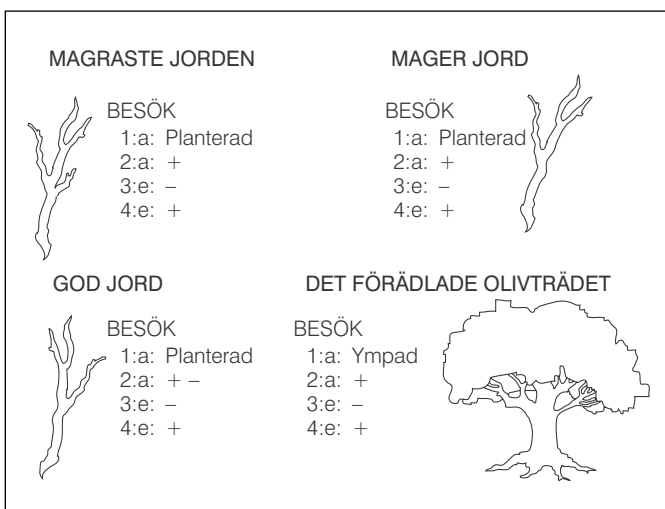 MAGRASTE JORDEN
BESÖK
1:a: Planterad
2:a: +
3:e: –
4:e: +
MAGER JORD
BESÖK
1:a: Planterad
2:a: +
3:e: –
4:e: +
GOD JORD
BESÖK
1:a: Planterad
2:a: + –
3:e: –
4:e: +
DET FÖRÄDLADE OLIVTRÄDET
BESÖK
1:a: Ympad
2:a: +
3:e: –
4:e: +